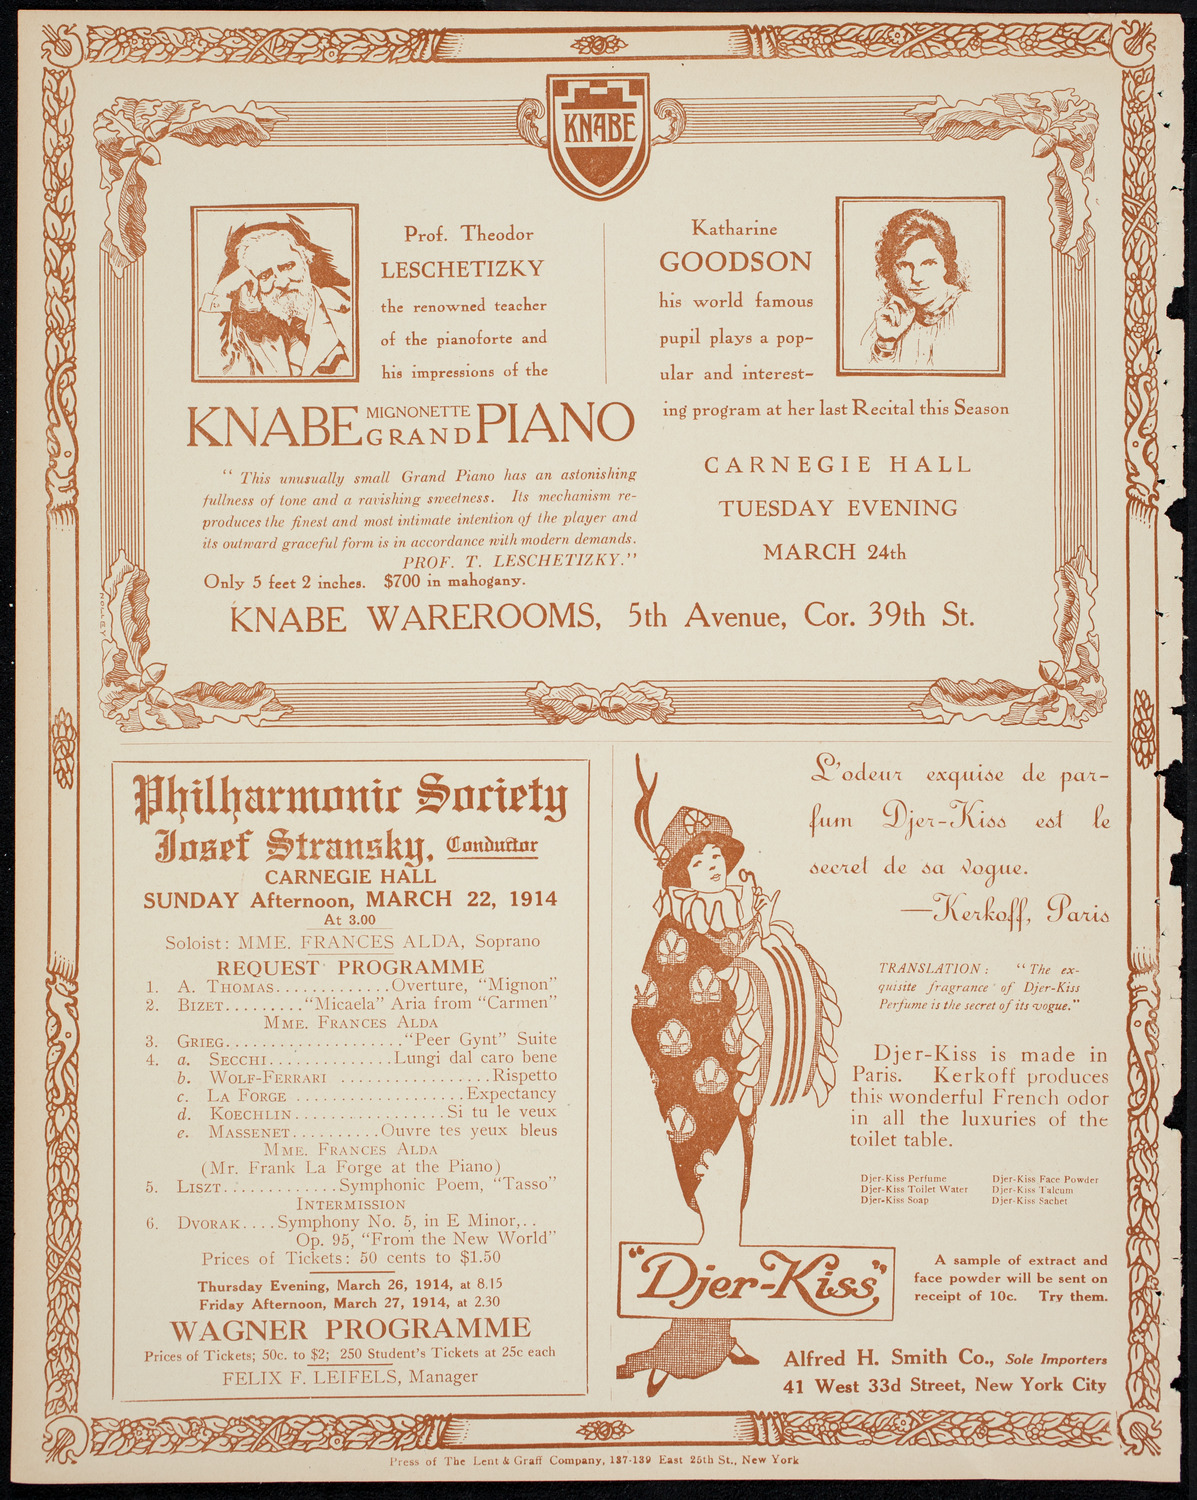 KNABE
Prof. Theodor
LESCHETIZKY
the renowned teacher
of the pianoforte and
his impressions of the
KNABE MIGNONETTE GRAND PIANO
" This unusually small Grand Piano has an astonishing
fullness of tone and a ravishing sweetness. Its mechanism re-
produces the finest and most intimate intention of the player and
its outward graceful form is in accordance with modern demands.
PROF. T. LESCHETIZKY."
Only 5 feet 2 inches. $700 in mahogany.
Katharine
GOODSON
his world famous
pupil plays a pop-
ular and interest-
ing program at her last Recital this Season
CARNEGIE HALL
TUESDAY EVENING
MARCH 24th
KNABE WAREROOMS, 5th Avenue, Cor. 39th St.
Philharmonic Society
Josef Stransky, Conductor
CARNEGIE HALL
SUNDAY Afternoon, MARCH 22, 1914
At 3.00
Soloist: MME. FRANCES ALDA, Soprano
REQUEST PROGRAMME
1. A. THOMAS.............Overture, "Mignon"
2. BIZET.........."Micaela" Aria from "Carmen"
MME. FRANCES ALDA
3. GRIEG...................."Peer Gynt" Suite
4. a. SECCHI..............Lungi dal caro bene
b. WOLF-FERRARI .................Rispetto
c. LA FORGE ..................Expectancy
d. KOECHLIN.................Si tu le veux
e. MASSENET..........Ouvre tes yeux bleus
MME. FRANCES ALDA
(Mr. Frank La Forge at the Piano)
5. LISZT.............Symphonic Poem, "Tasso"
INTERMISSION
6. DVORAK....Symphony No. 5, in E Minor,..
Op. 95, "From the New World"
Prices of Tickets: 50 cents to $1.50
Thursday Evening, March 26, 1914, at 8.15
Friday Afternoon, March 27, 1914, at 2.30
WAGNER PROGRAMME
Prices of Tickets; 50c. to $2; 250 Student's Tickets at 25c each
FELIX F. LEIFELS, Manager
L'odeur exquise de par-
fum Djer-Kiss est le
secret de sa vogue.
—Kerkoff, Paris
TRANSLATION: "The ex-
quisite fragrance of Djer-Kiss
Perfume is the secret of its vogue."
Djer-Kiss is made in
Paris. Kerkoff produces
this wonderful French odor
in all the luxuries of the
toilet table.
Djer-Kiss Perfume Djer-Kiss Face Powder
Djer-Kiss Toilet Water Djer-Kiss Talcum
Djer-Kiss Soap Djer-Kiss Sachet
"Djer-Kiss"
A sample of extract and
face powder will be sent on
receipt of 10c. Try them.
Alfred H. Smith Co., Sole Importers
41 West 33d Street, New York City
Press of The Lent & Graff Company, 137-139 East 25th St., New York